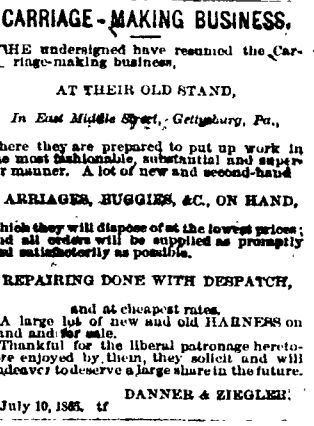 CARRIAGE-MAKING BUSINESS.
THE undersigned have resumed the Car-
riage-making business,
AT THEIR OLD STAND,
In East Middle Street, Gettysburg, Pa.,
here they are prepared to put up work in
e most fashionable, substantial and super-
r manner. A lot of new and second-hand
ARRIAGES, BUGGIES, &C., ON HAND,
hich they will dispose of at the lowest prices;
nd all orders will be supplied as promptly
nd satisfactorily as possible.
REPAIRING DONE WITH DESPATCH,
and at cheapest rates.
A large lot of new and old HARNESS on
and and for sale.
Thankful for the liberal patronage hereto-
re enjoyed by them, they solicit and will
ndeavor to deserve a large share in the future.
DANNER & ZIEGLER.
July 10, 1865. tf